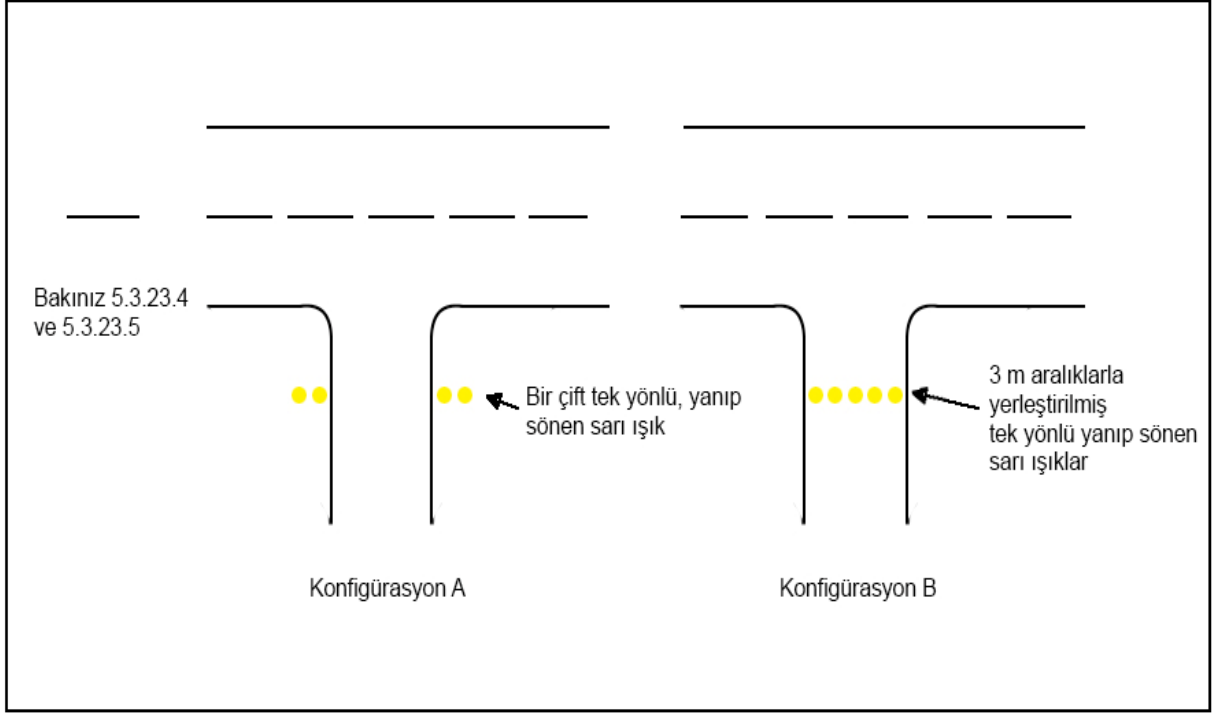 Bakınız 5.3.23.4
ve 5.3.23.5
Bir çift tek yönlü, yanıp
sönen sarı ışık
3 m aralıklarla
yerleştirilmiş
tek yönlü yanıp sönen
sarı ışıklar
Konfigürasyon A
Konfigürasyon B